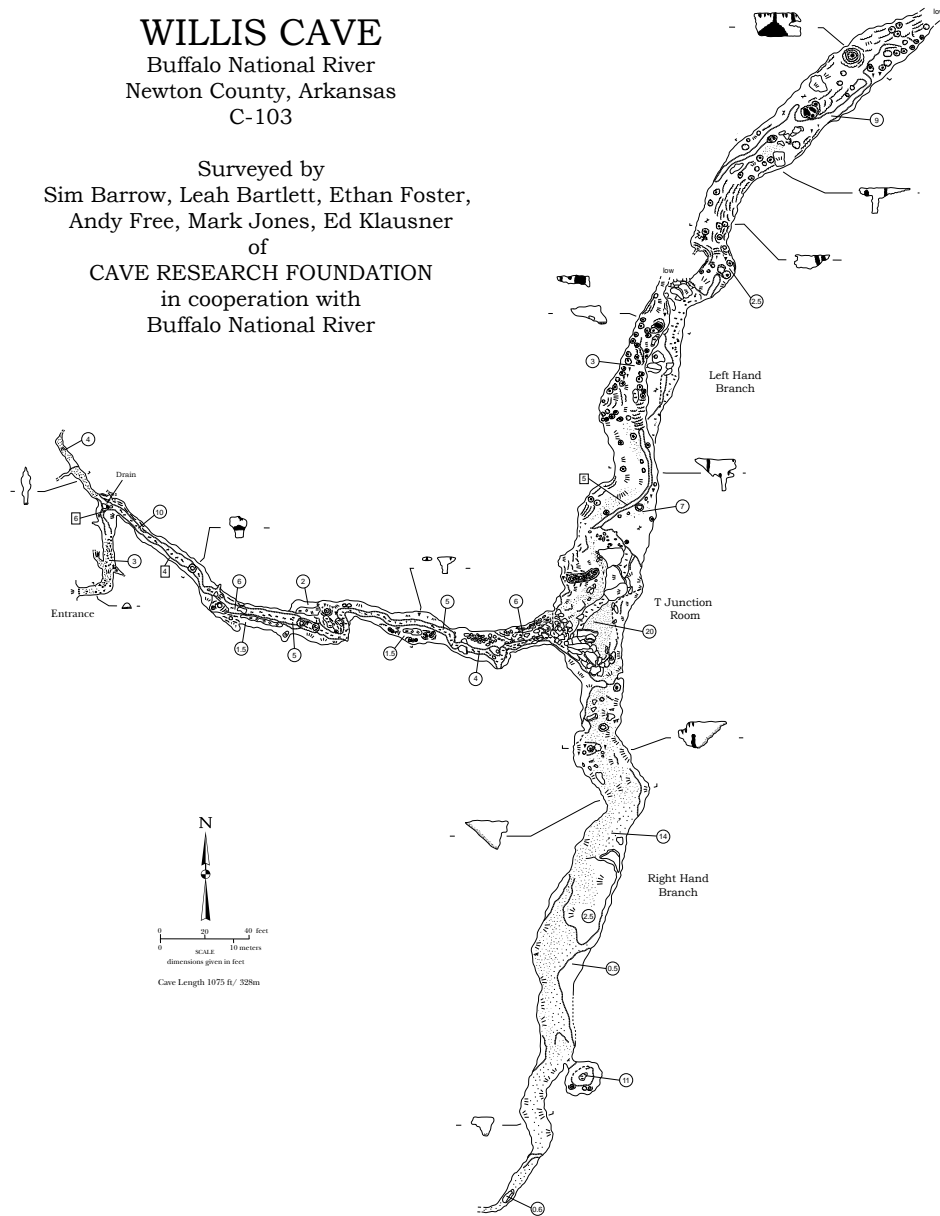 WILLIS CAVE
Buffalo National River
Newton County, Arkansas
C-103
Surveyed by
Sim Barrow, Leah Bartlett, Ethan Foster,
Andy Free, Mark Jones, Ed Klausner
of
CAVE RESEARCH FOUNDATION
in cooperation with
Buffalo National River
9
low
2.5
3
Left Hand
Branch
4
Drain
5
7
6
10
3
4
6
2
5
6
Entrance
T Junction
Room
20
1.5
5
1.5
4
14
N
Right Hand
Branch
2.5
0 20 40 feet
0 10 meters
SCALE
dimensions given in feet
0.5
Cave Length 1075 ft/ 328m
11
0.6